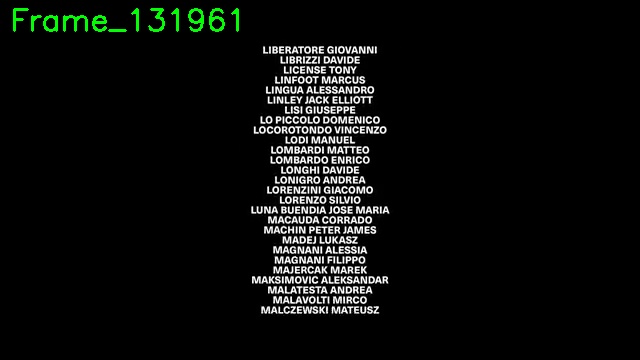 Frame_131961
LIBERATORE GIOVANNI
LIBRIZZI DAVIDE
LICENSE TONY
LINFOOT MARCUS
LINGUA ALESSANDRO
LINLEY JACK ELLIOTT
LISI GIUSEPPE
LO PICCOLO DOMENICO
LOCOROTONDO VINCENZO
LODI MANUEL
LOMBARDI MATTEO
LOMBARDO ENRICO
LONGHI DAVIDE
LONIGRO ANDREA
LORENZINI GIACOMO
LORENZO SILVIO
LUNA BUENDIA JOSE MARIA
MACAUDA CORRADO
MACHIN PETER JAMES
MADEJ LUKASZ
MAGNANI ALESSIA
MAGNANI FILIPPO
MAJERCAK MAREK
MAKSIMOVIC ALEKSANDAR
MALATESTA ANDREA
MALAVOLTI MIRCO
MALCZEWSKI MATEUSZ